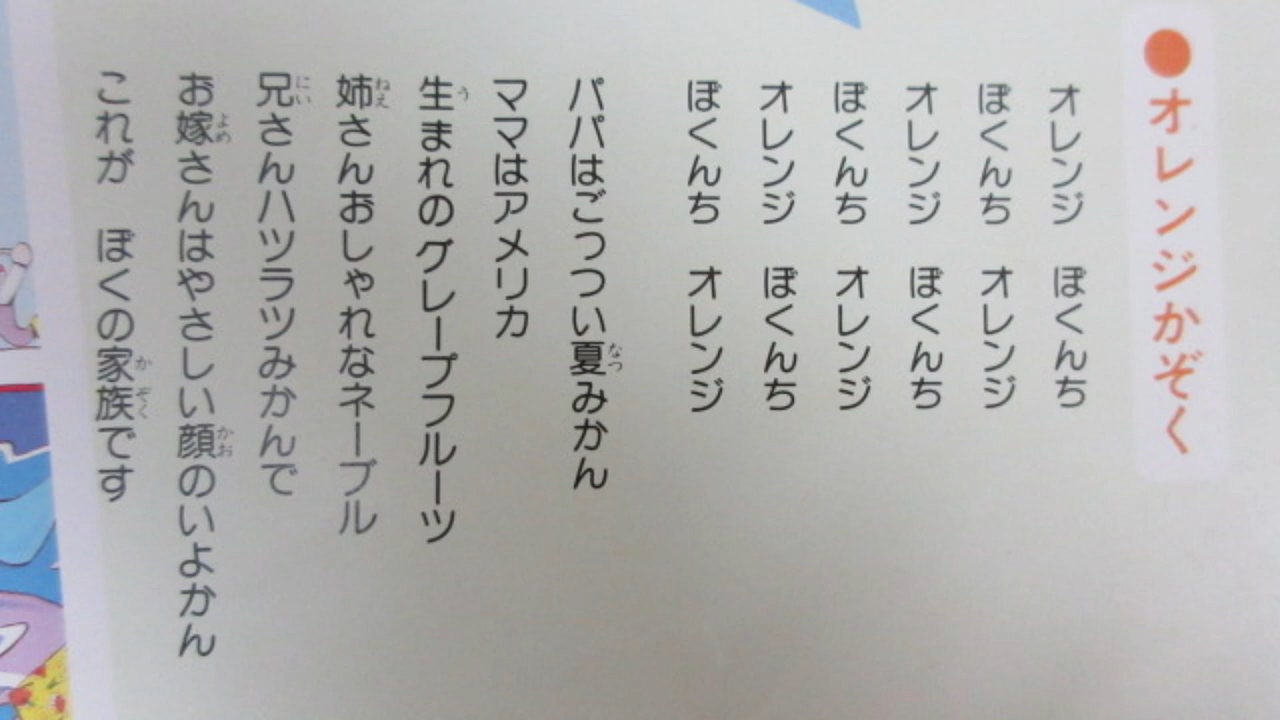 ●オレンジかぞく
オレンジ　ぼくんち
ぼくんち　オレンジ
オレンジ　ぼくんち
ぼくんち　オレンジ
オレンジ　ぼくんち
ぼくんち　オレンジ
パパはごっつい夏みかん
ママはアメリカ
生まれのグレープフルーツ
姉さんおしゃれなネーブル
兄さんハツラツみかんで
お嫁さんはやさしい顔のいよかん
これが　ぼくの家族です